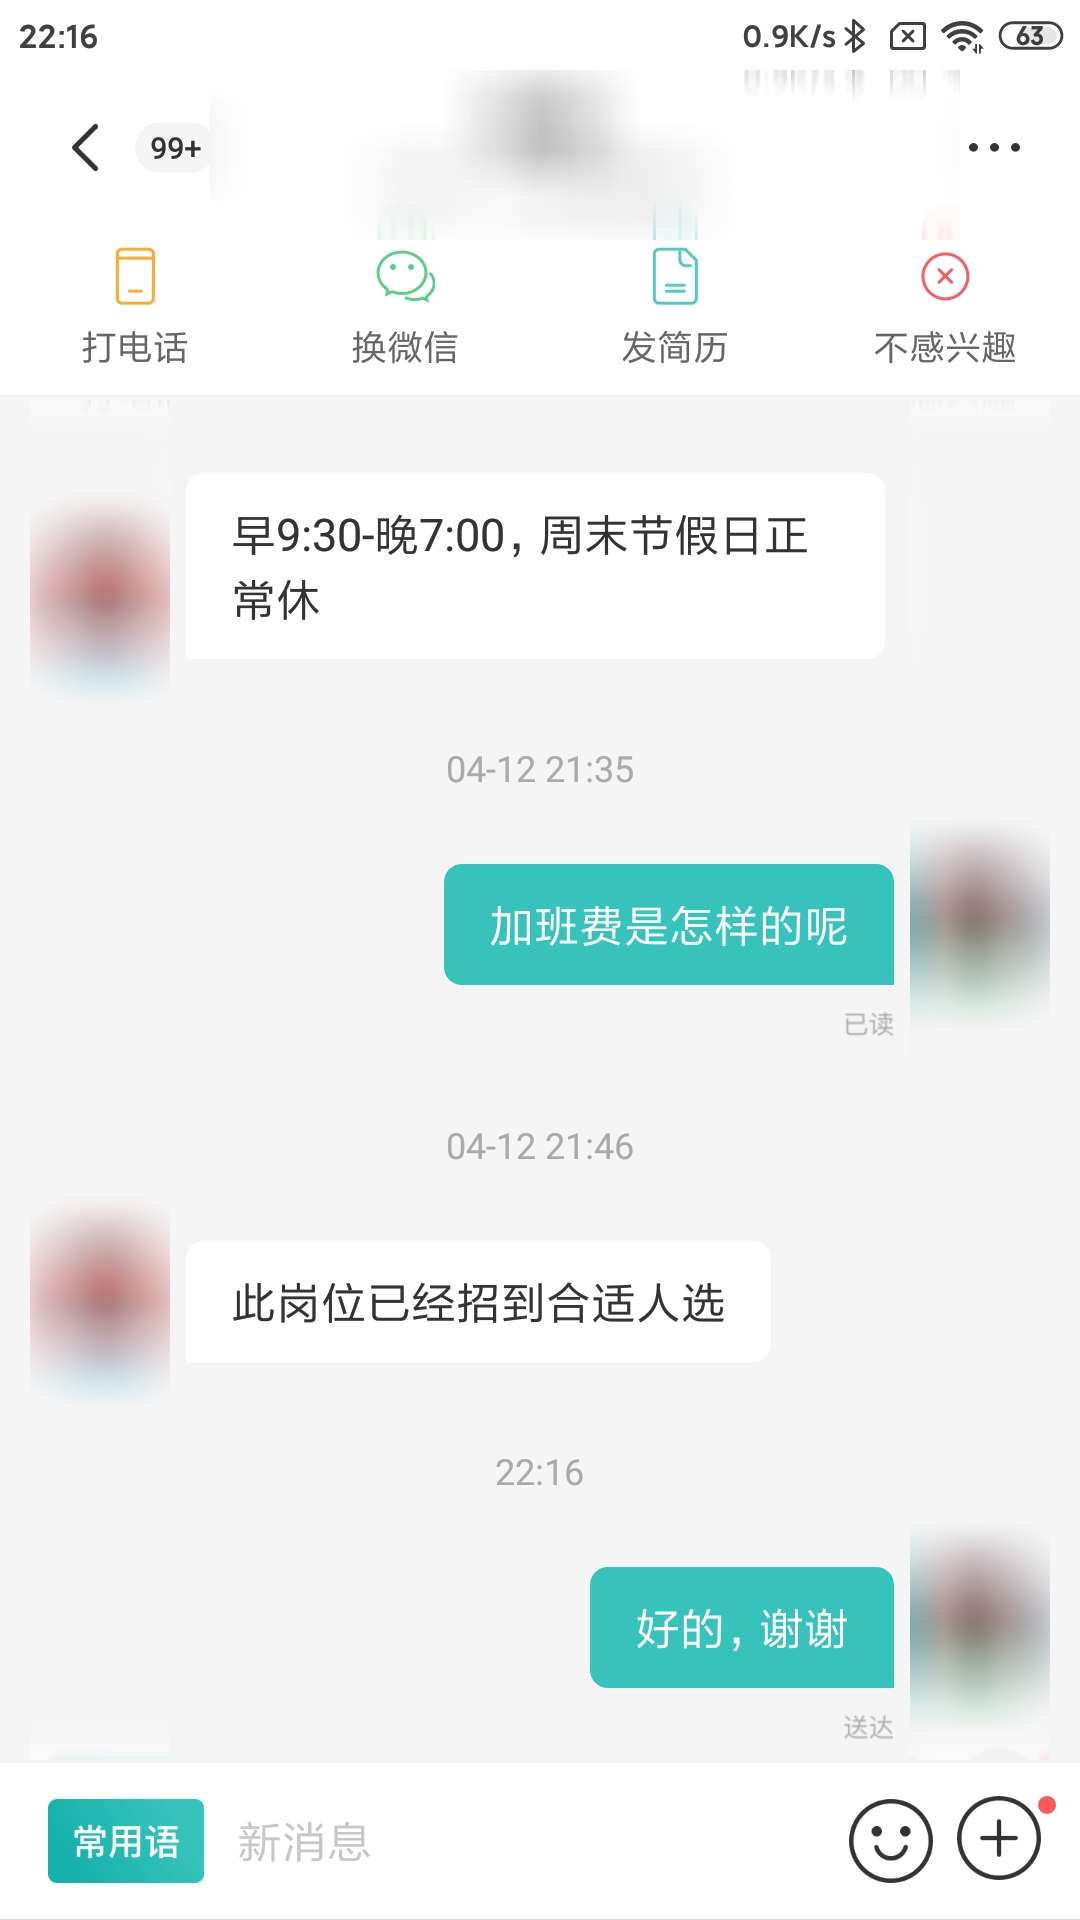 22:16
0.9K/s
63
99+
打电话
换微信
发简历
不感兴趣
早9:30-晚7:00，周末节假日正
常休
04-12 21:35
加班费是怎样的呢
已读
04-12 21:46
此岗位已经招到合适人选
22:16
好的，谢谢
送达
常用语
新消息